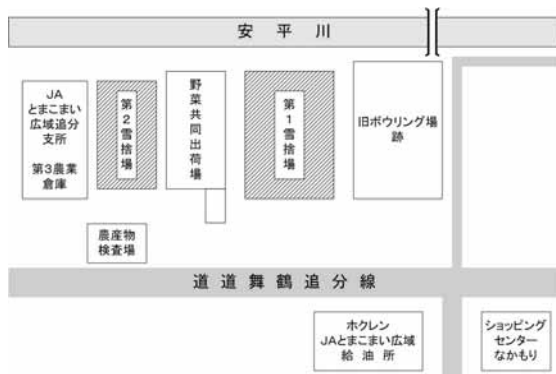 安平川
JA
とまこまい
広域追分
支所
第3農業
倉庫
第2雪捨場
野菜共同出荷場
第1雪捨場
旧ボウリング場
跡
農産物
検査場
道道舞鶴追分線
ホクレン
JAとまこまい広域
給油所
ショッピング
センター
なかもり